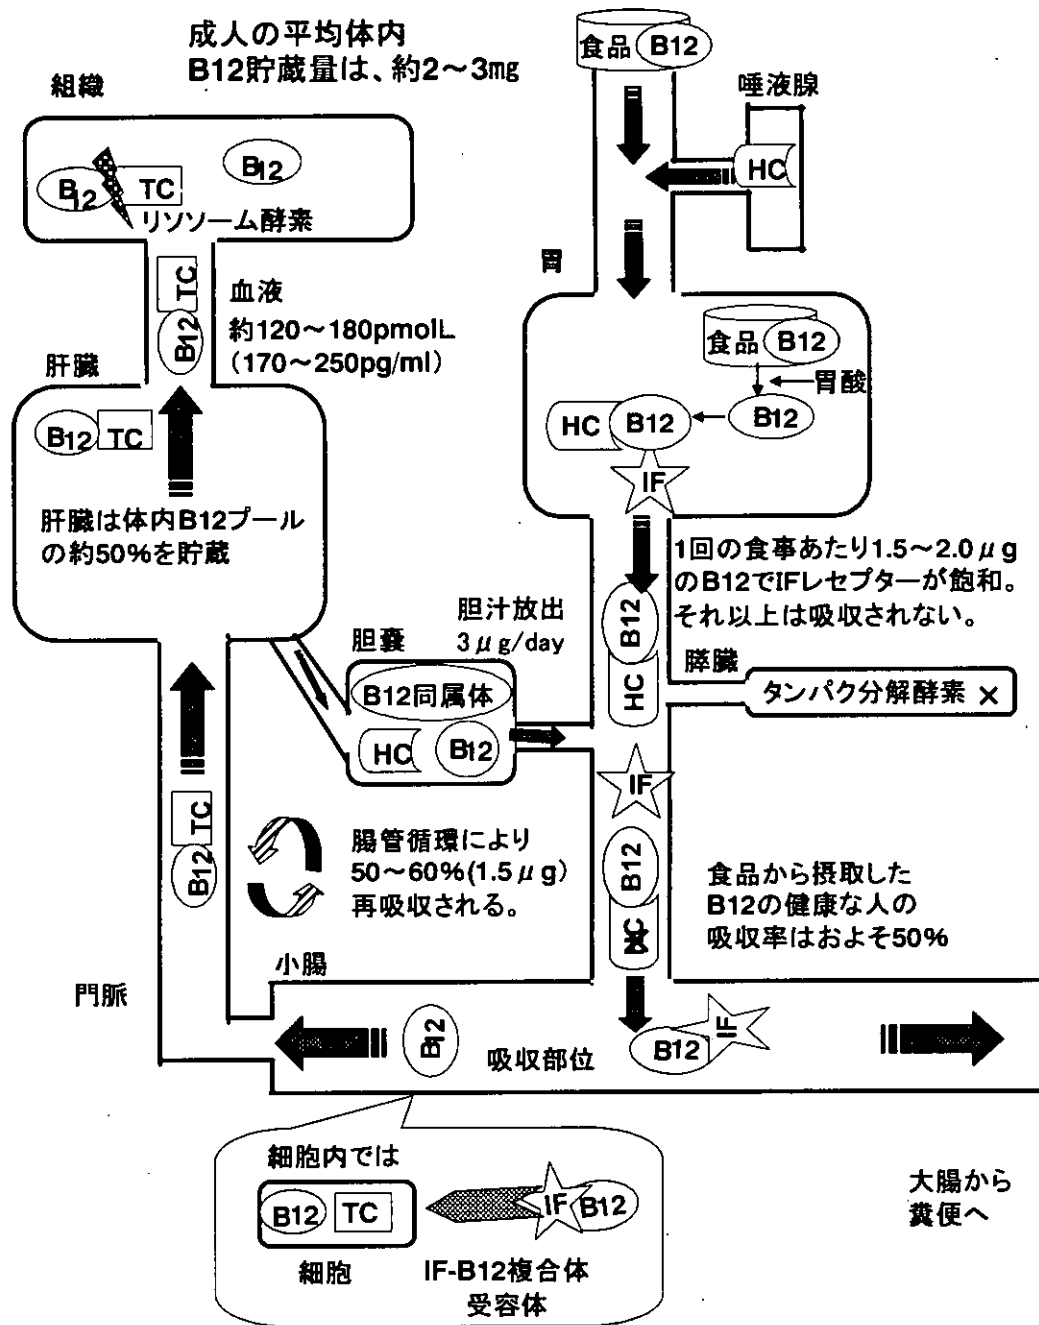 成人の平均体内
B12貯蔵量は、約2～3mg
食品 B12
唾液腺
HC
組織
B12 TC
B12
リソソーム酵素
TC
B12
血液
約120～180pmolL
（170～250pg/ml）
胃
食品 B12
胃酸
B12
HC B12
IF
肝臓
B12 TC
肝臓は体内B12プール
の約50%を貯蔵
1回の食事あたり1.5～2.0μg
のB12でIFレセプターが飽和。
それ以上は吸収されない。
胆汁放出
3μg/day
胆嚢
B12同属体
HC B12
B12
HC
膵臓
タンパク分解酵素 ×
IF
B12
HC
TC
B12
腸管循環により
50～60%(1.5μg)
再吸収される。
食品から摂取した
B12の健康な人の
吸収率はおよそ50%
門脈
小腸
B12
吸収部位
B12 IF
細胞内では
B12 TC
IF B12
細胞
IF-B12複合体
受容体
大腸から
糞便へ